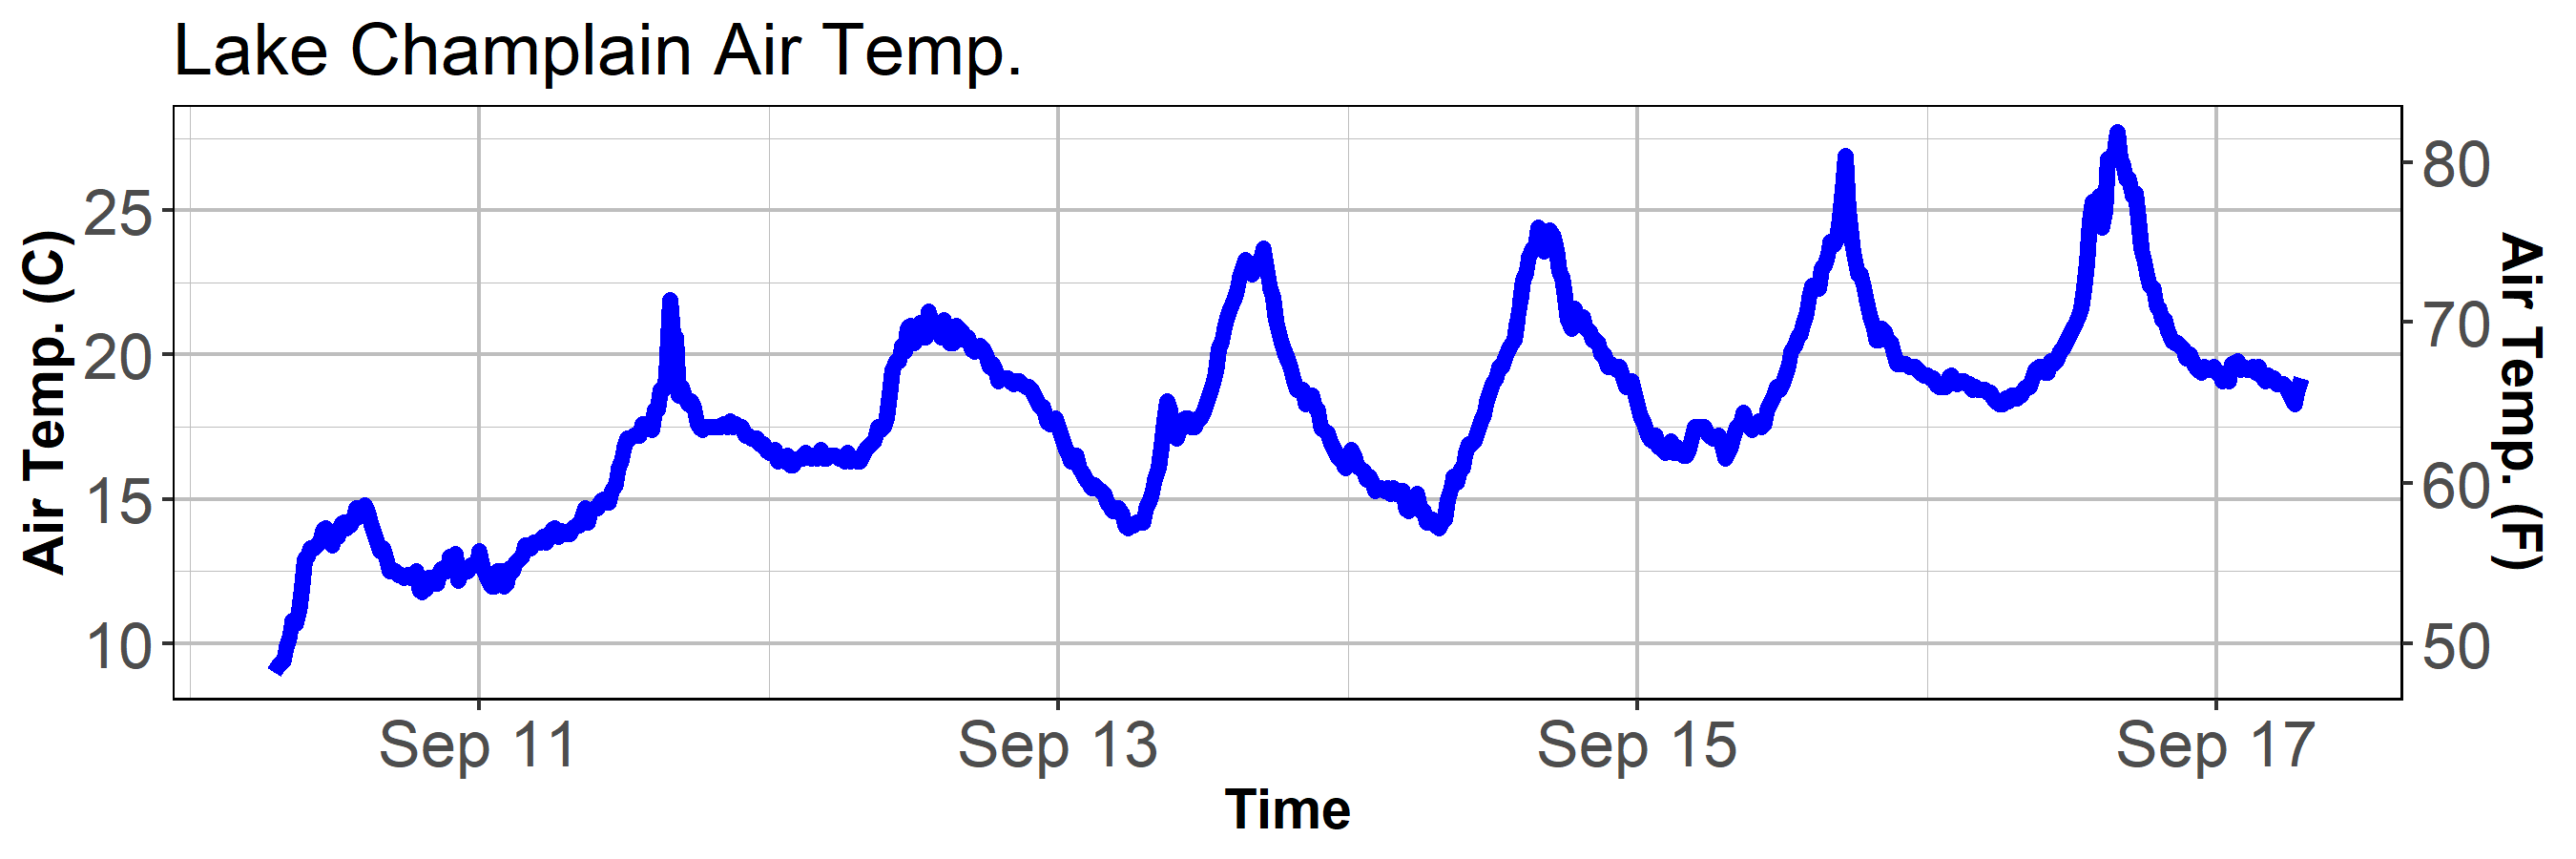 Lake Champlain Air Temp.
Air Temp. (C)
25
20
15
10
80
70
60
50
Air Temp. (F)
Sep 11
Sep 13
Sep 15
Sep 17
Time